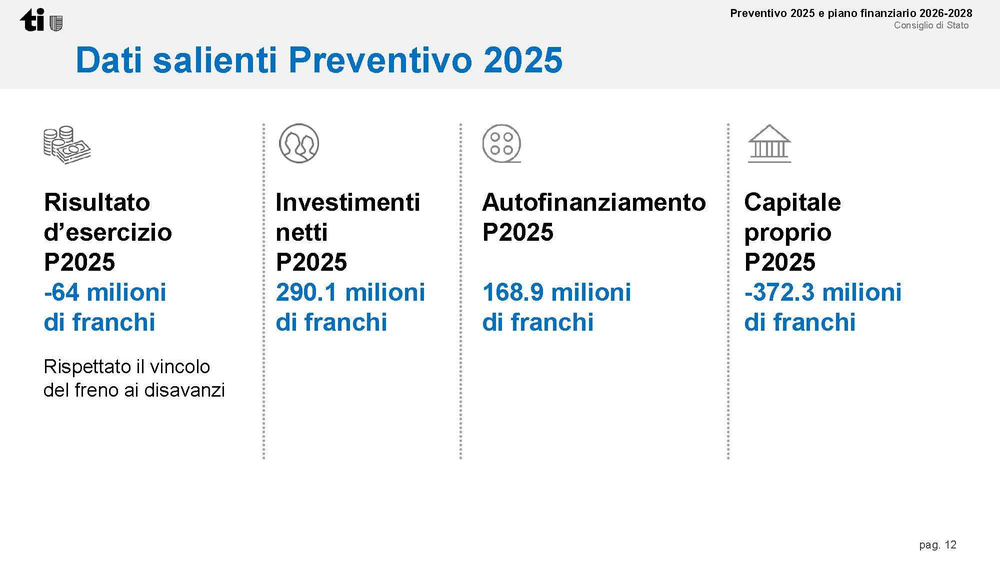 ti
Preventivo 2025 e piano finanziario 2026-2028
Consiglio di Stato
Dati salienti Preventivo 2025
Risultato
d’esercizio
P2025
-64 milioni
di franchi
Rispettato il vincolo
del freno ai disavanzi
Investimenti
netti
P2025
290.1 milioni
di franchi
Autofinanziamento
P2025
168.9 milioni
di franchi
Capitale
proprio
P2025
-372.3 milioni
di franchi
pag. 12